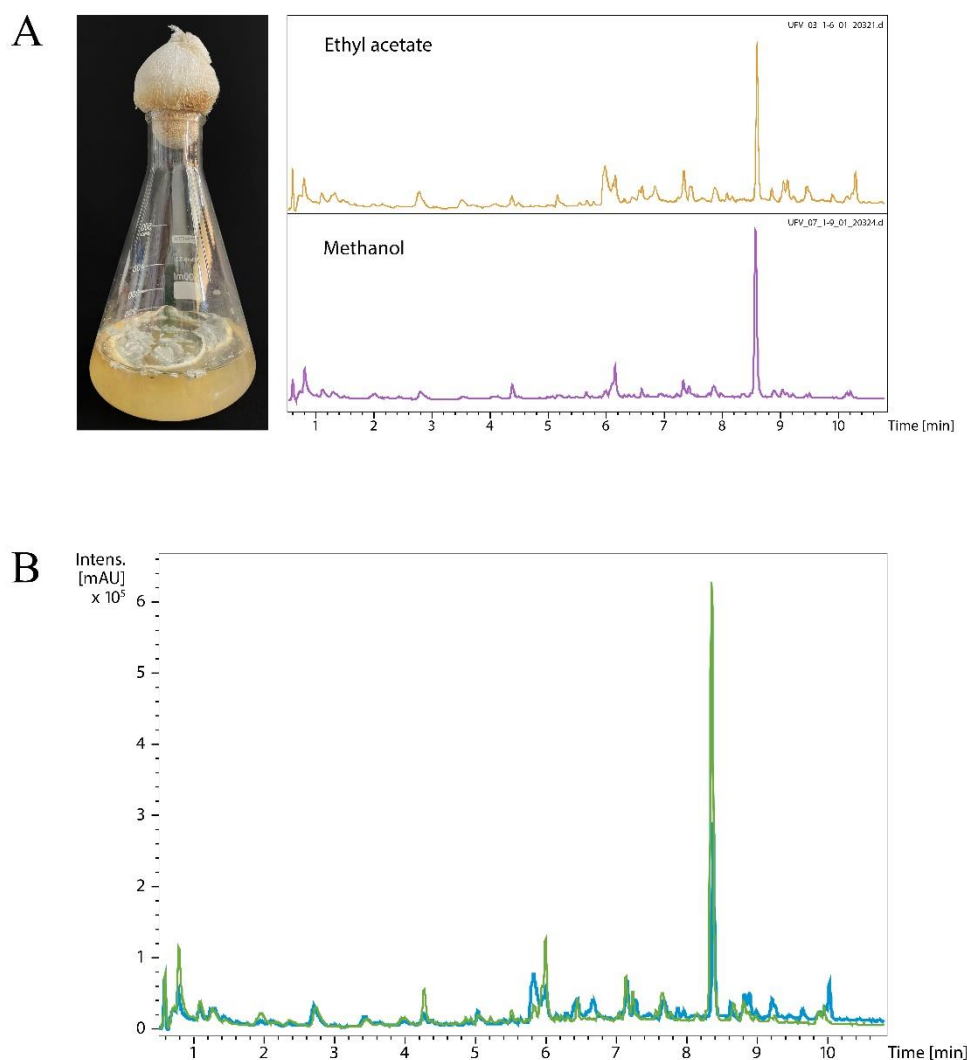 A
UFV_03_1-6_01_20321.d
Ethyl acetate
UFV_07_1-9_01_20324.d
Methanol
1 2 3 4 5 6 7 8 9 10 Time [min]
B
Intens.
[mAU]
x 10⁵
6
5
4
3
2
1
0
1 2 3 4 5 6 7 8 9 10 Time [min]